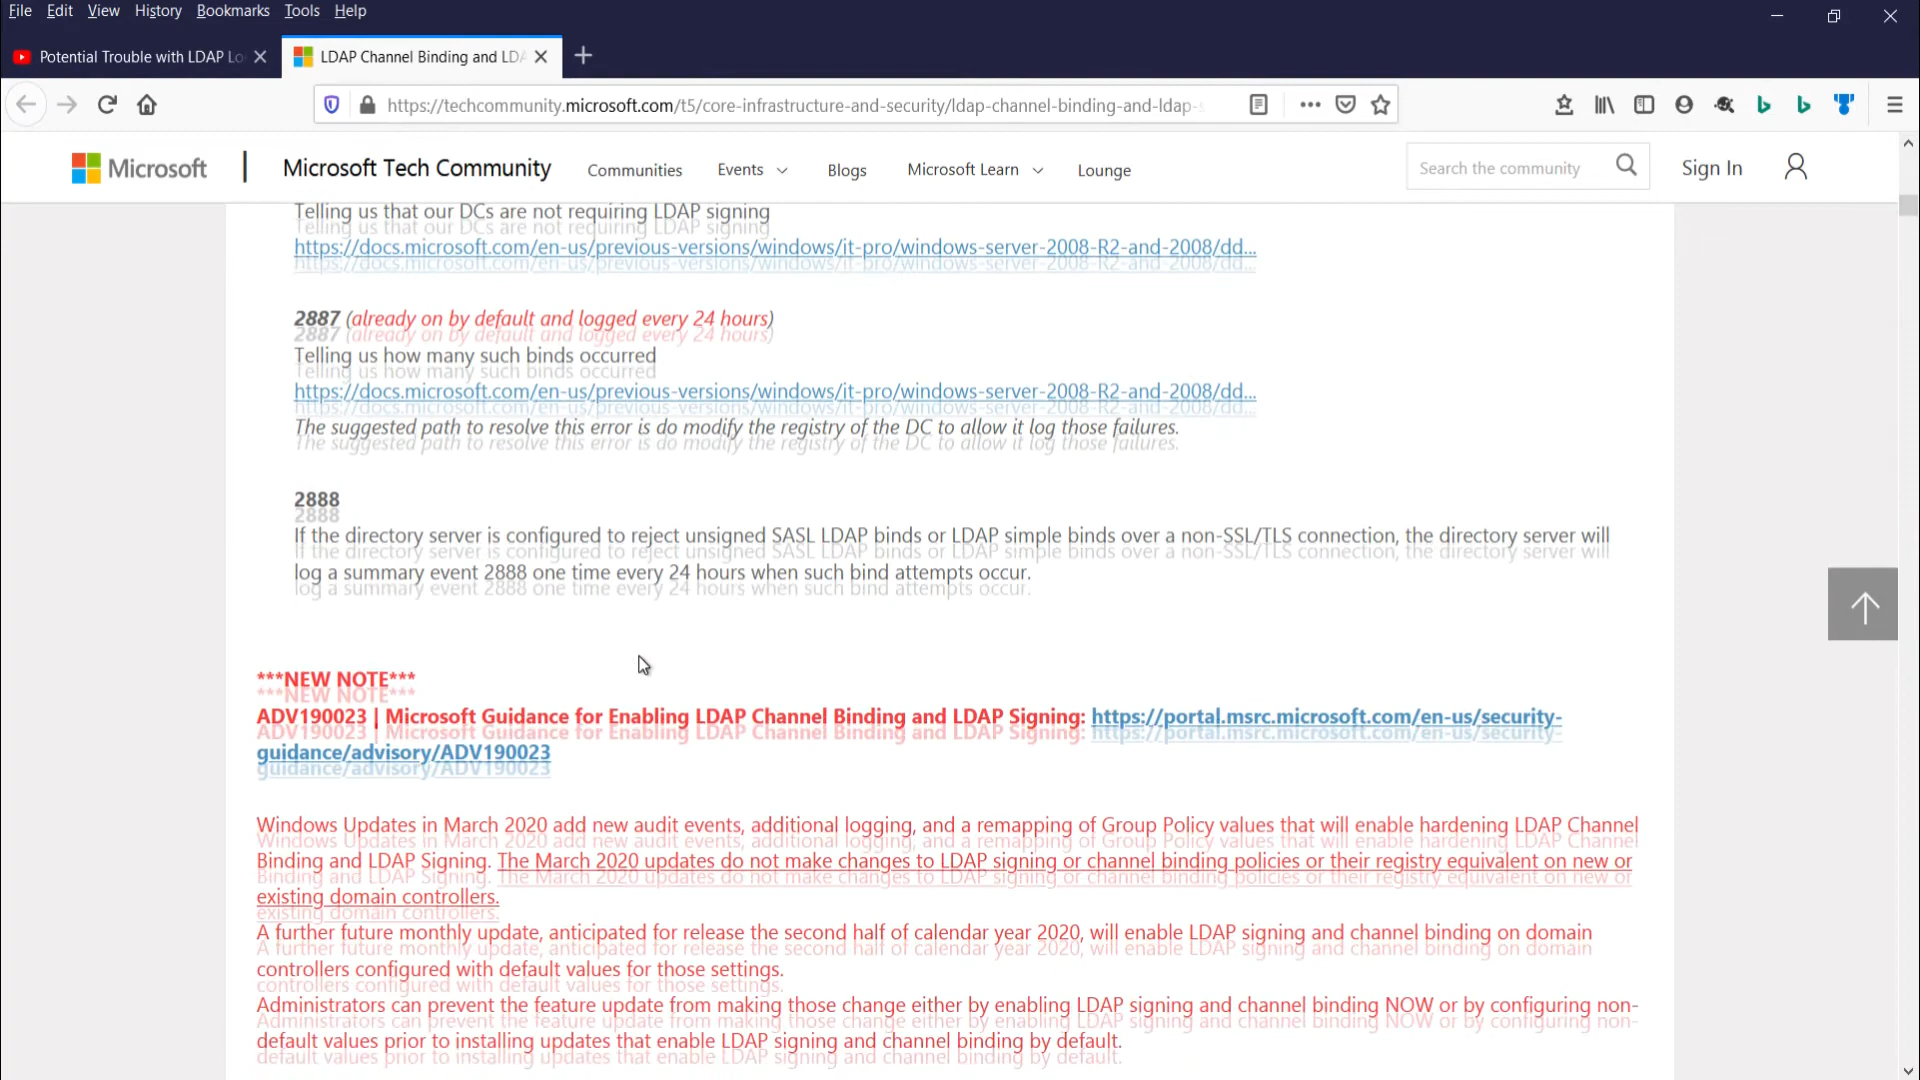 File Edit View History Bookmarks Tools Help
Potential Trouble with LDAP Lo
LDAP Channel Binding and LDA
https://techcommunity.microsoft.com/t5/core-infrastructure-and-security/ldap-channel-binding-and-ldap-s
Microsoft | Microsoft Tech Community Communities Events Blogs Microsoft Learn Lounge Search the community Sign In
Telling us that our DCs are not requiring LDAP signing
https://docs.microsoft.com/en-us/previous-versions/windows/it-pro/windows-server-2008-R2-and-2008/dd...
2887 (already on by default and logged every 24 hours)
Telling us how many such binds occurred
https://docs.microsoft.com/en-us/previous-versions/windows/it-pro/windows-server-2008-R2-and-2008/dd...
The suggested path to resolve this error is do modify the registry of the DC to allow it log those failures.
2888
If the directory server is configured to reject unsigned SASL LDAP binds or LDAP simple binds over a non-SSL/TLS connection, the directory server will
log a summary event 2888 one time every 24 hours when such bind attempts occur.
***NEW NOTE***
ADV190023 | Microsoft Guidance for Enabling LDAP Channel Binding and LDAP Signing: https://portal.msrc.microsoft.com/en-us/security-
guidance/advisory/ADV190023
Windows Updates in March 2020 add new audit events, additional logging, and a remapping of Group Policy values that will enable hardening LDAP Channel
Binding and LDAP Signing. The March 2020 updates do not make changes to LDAP signing or channel binding policies or their registry equivalent on new or
existing domain controllers.
A further future monthly update, anticipated for release the second half of calendar year 2020, will enable LDAP signing and channel binding on domain
controllers configured with default values for those settings.
Administrators can prevent the feature update from making those change either by enabling LDAP signing and channel binding NOW or by configuring non-
default values prior to installing updates that enable LDAP signing and channel binding by default.